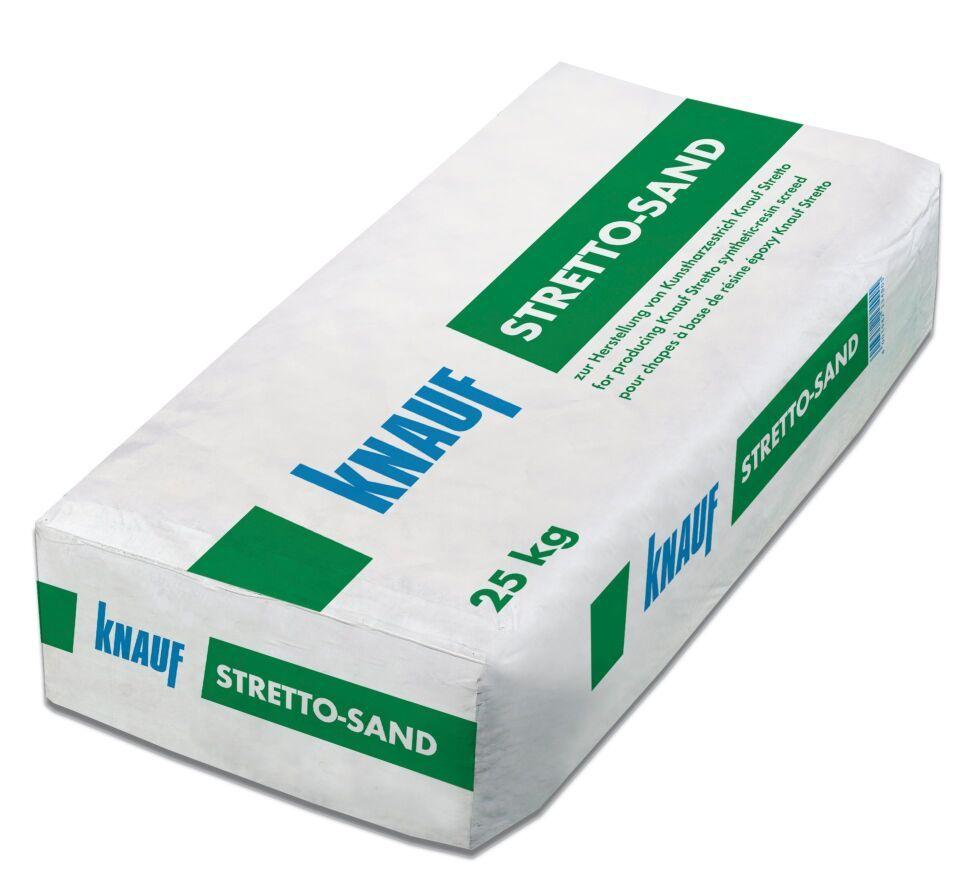 STRETTO-SAND
zur Herstellung von Kunstharzestrich Knauf Stretto
for producing Knauf Stretto synthetic-resin screed
pour chapes à base de résine époxy Knauf Stretto
KNAUF
25 kg
KNAUF
STRETTO-SAND
KNAUF
STRETTO-SAND